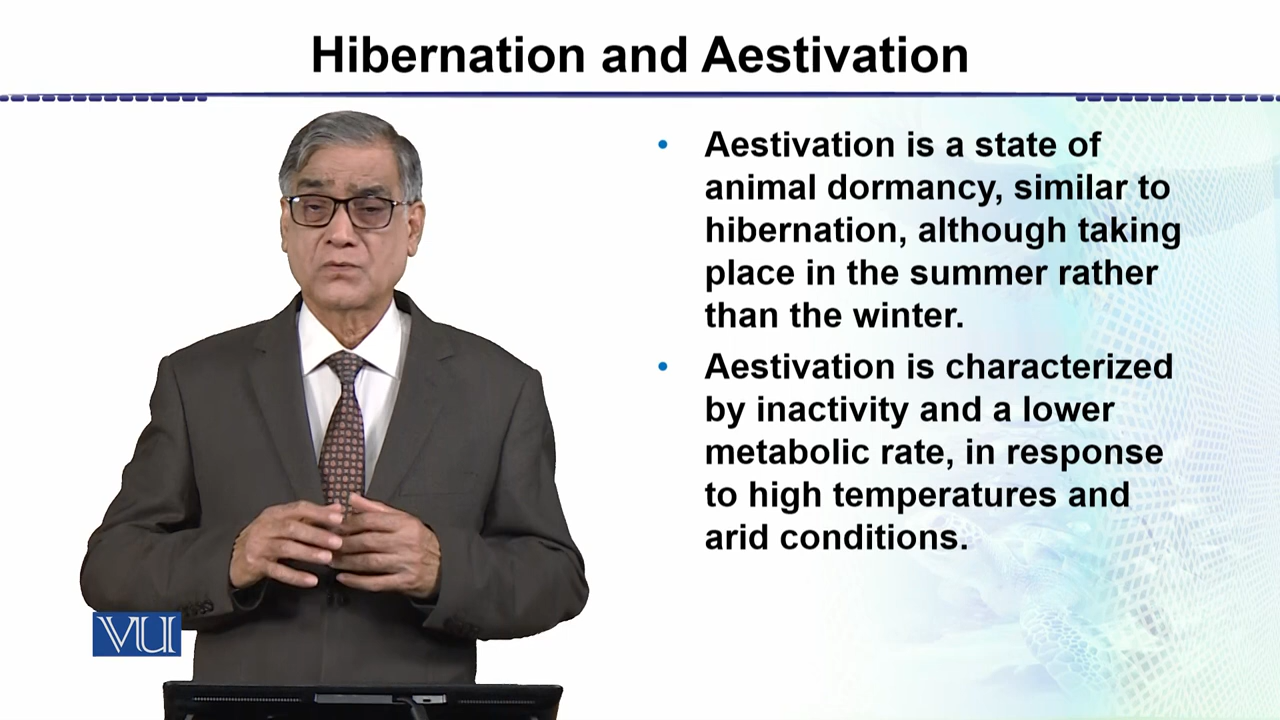 Hibernation and Aestivation
• Aestivation is a state of
animal dormancy, similar to
hibernation, although taking
place in the summer rather
than the winter.
• Aestivation is characterized
by inactivity and a lower
metabolic rate, in response
to high temperatures and
arid conditions.
VU